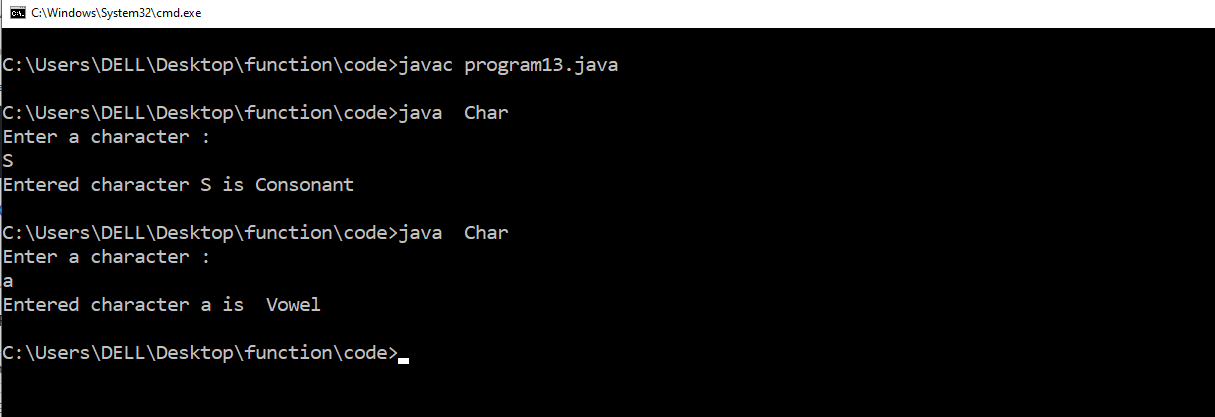 C:\Windows\System32\cmd.exe
C:\Users\DELL\Desktop\function\code>javac program13.java
C:\Users\DELL\Desktop\function\code>java  Char
Enter a character :
S
Entered character S is Consonant
C:\Users\DELL\Desktop\function\code>java  Char
Enter a character :
a
Entered character a is  Vowel
C:\Users\DELL\Desktop\function\code>